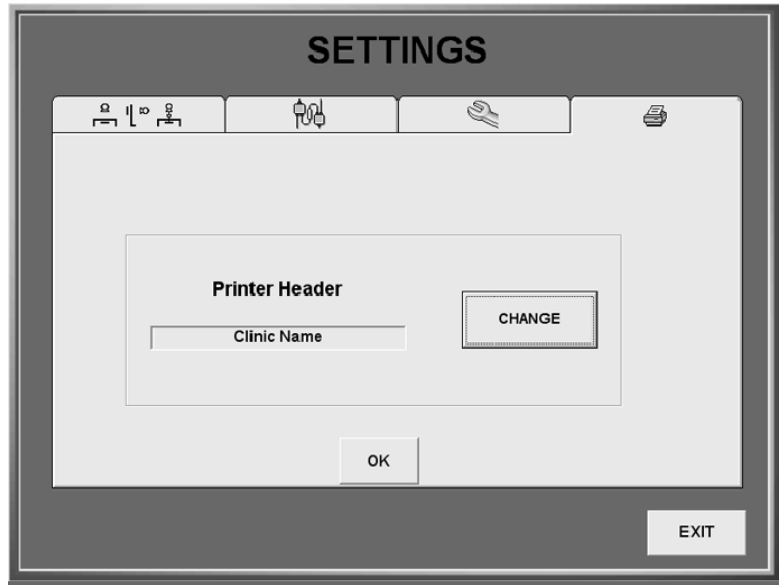 SETTINGS
Printer Header
Clinic Name
CHANGE
OK
EXIT